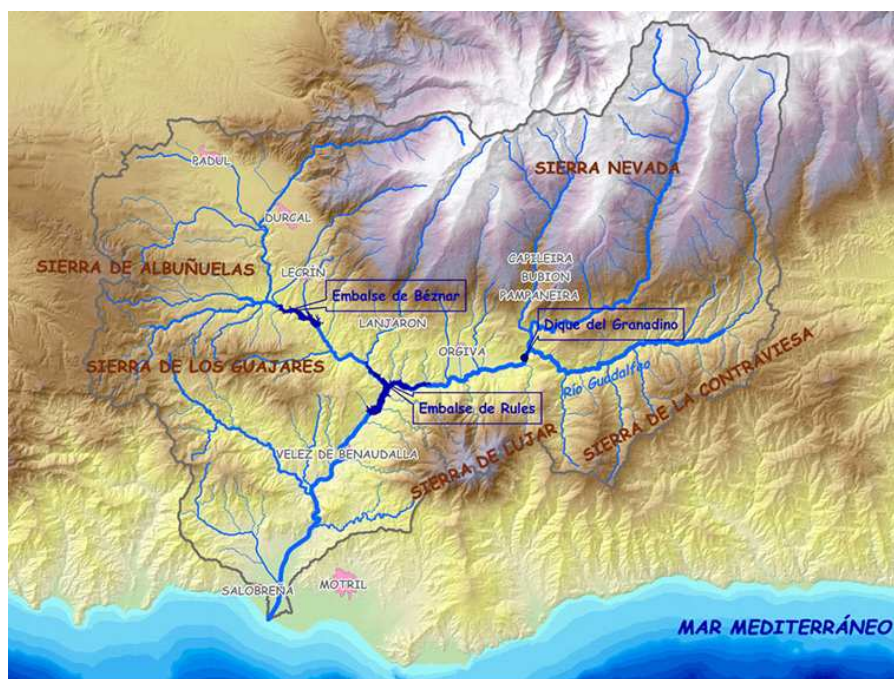 PADUL
SIERRA NEVADA
DURCAL
CAPILEIRA
BUBION
PAMPANEIRA
SIERRA DE ALBUÑUELAS
LECRÍN
Embalse de Béznar
LANJARON
Dique del Granadino
ORGIVA
SIERRA DE LOS GUAJARES
Río Guadalfeo
Embalse de Rules
SIERRA DE LA CONTRAVIESA
SIERRA DE LUJAR
VELEZ DE BENAUDALLA
SALOBREÑA
MOTRIL
MAR MEDITERRÁNEO